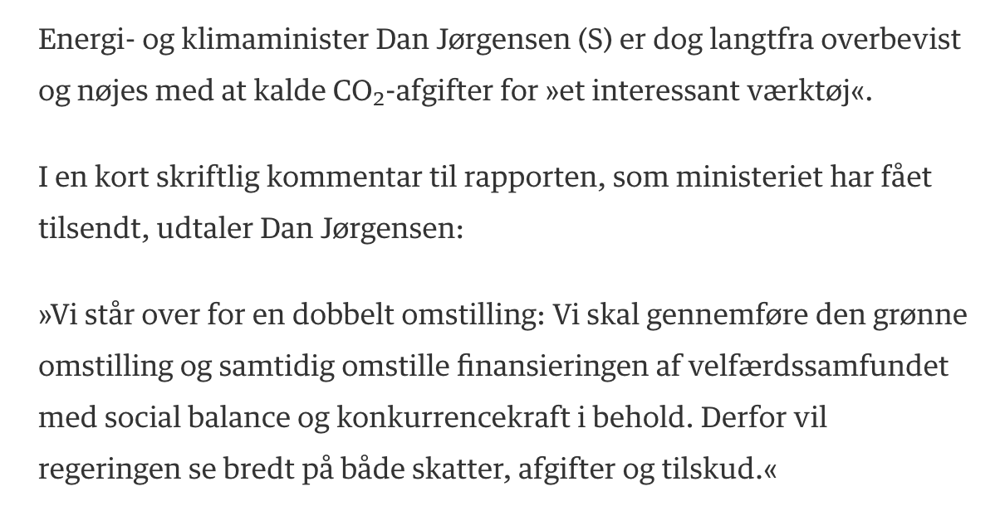 Energi- og klimaminister Dan Jørgensen (S) er dog langtfra overbevist
og nøjes med at kalde CO₂-afgifter for »et interessant værktøj«.
I en kort skriftlig kommentar til rapporten, som ministeriet har fået
tilsendt, udtaler Dan Jørgensen:
»Vi står over for en dobbelt omstilling: Vi skal gennemføre den grønne
omstilling og samtidig omstille finansieringen af velfærdssamfundet
med social balance og konkurrencekraft i behold. Derfor vil
regeringen se bredt på både skatter, afgifter og tilskud.«